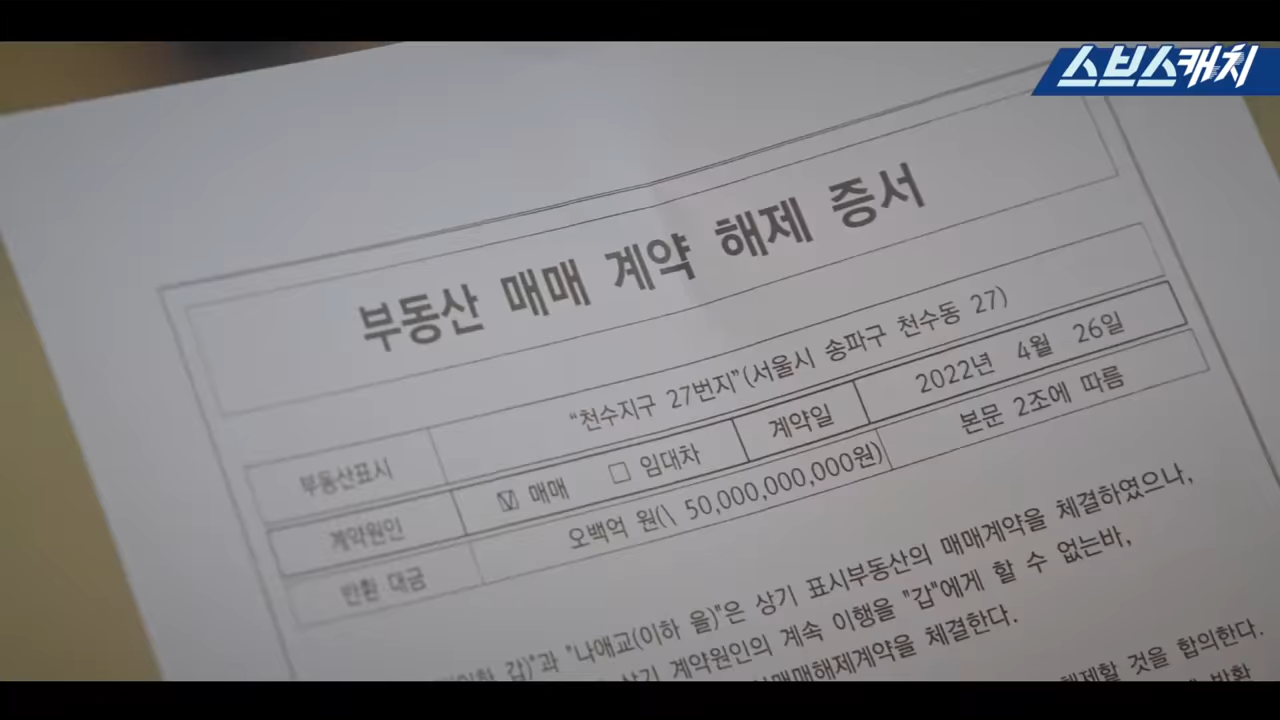 스브스캐치
부동산 매매 계약 해제 증서
부동산표시 "천수지구 27번지"(서울시 송파구 천수동 27)
계약원인 ☑ 매매 ☐ 임대차 계약일 2022년 4월 26일
반환 대금 오백억 원(\ 50,000,000,000원) 본문 2조에 따름
갑)"과 "나애교(이하 을)"은 상기 표시부동산의 매매계약을 체결하였으나,
상기 계약원인의 계속 이행을 "갑"에게 할 수 없는바,
매매해제계약을 체결한다.
해제할 것을 합의한다.